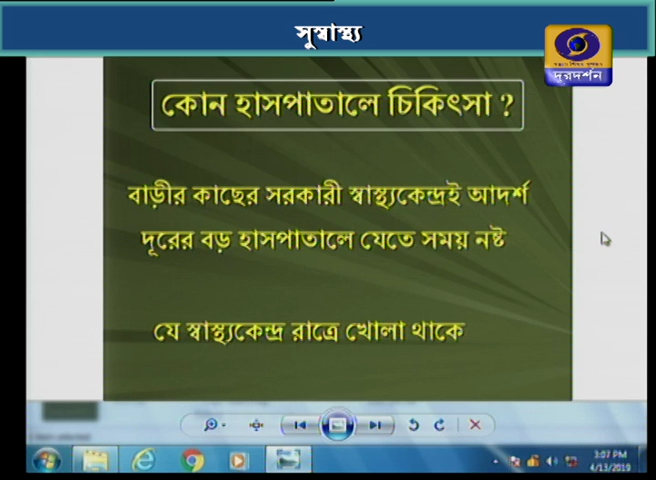 সুস্বাস্থ্য
দূরদর্শন
কোন হাসপাতালে চিকিৎসা ?
বাড়ীর কাছের সরকারী স্বাস্থ্যকেন্দ্রই আদর্শ
দূরের বড় হাসপাতালে যেতে সময় নষ্ট
যে স্বাস্থ্যকেন্দ্র রাত্রে খোলা থাকে
3:07 PM
4/13/2019